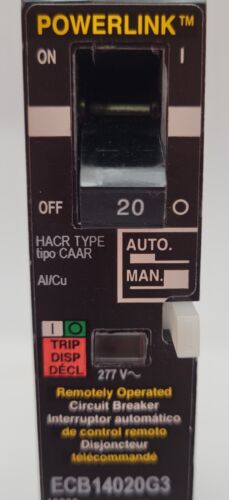 POWERLINK™
ON I
OFF 20 O
HACR TYPE
tipo CAAR
AUTO.
Al/Cu
MAN.
I O
TRIP
DISP
DÉCL
277 V~
Remotely Operated
Circuit Breaker
Interruptor automático
de control remoto
Disjoncteur
télécommandé
ECB14020G3